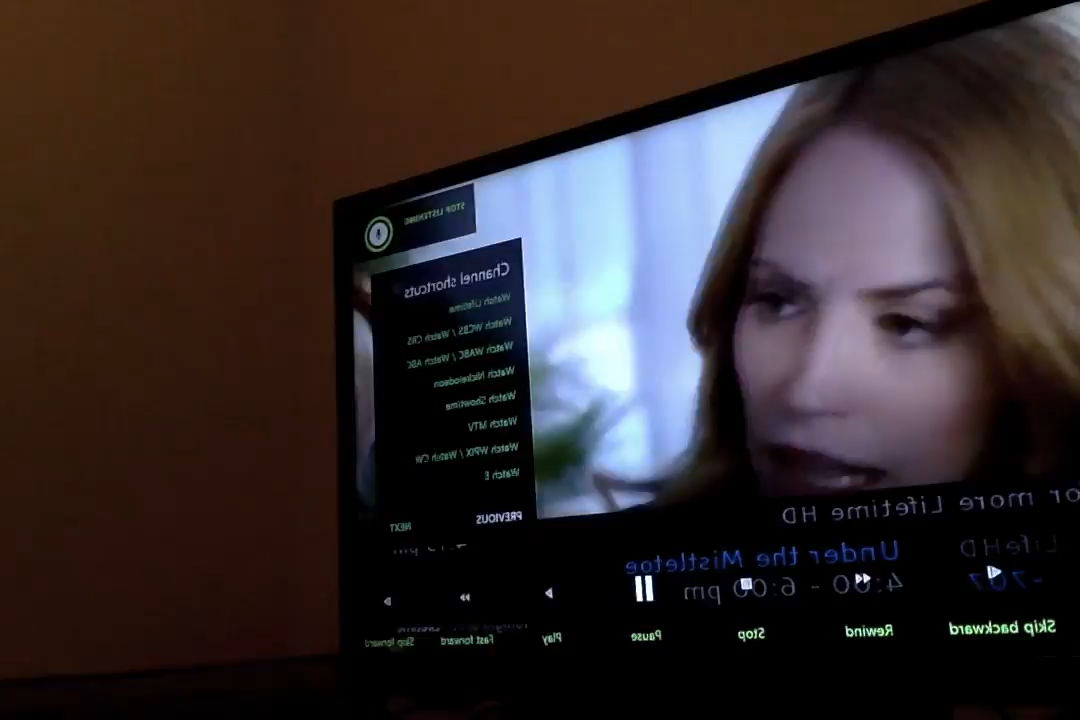 STOP LISTENING
Channel shortcuts
Watch Lifetime
Watch WCBS / Watch CBS
Watch WABC / Watch ABC
Watch Nickelodeon
Watch Showtime
Watch MTV
Watch WPIX / Watch CW
Watch E
PREVIOUS NEXT
or more Lifetime HD
LifeHD Under the Mistletoe
4:00 - 6:00 pm
Skip backward Rewind Stop Pause Play Fast forward Skip forward